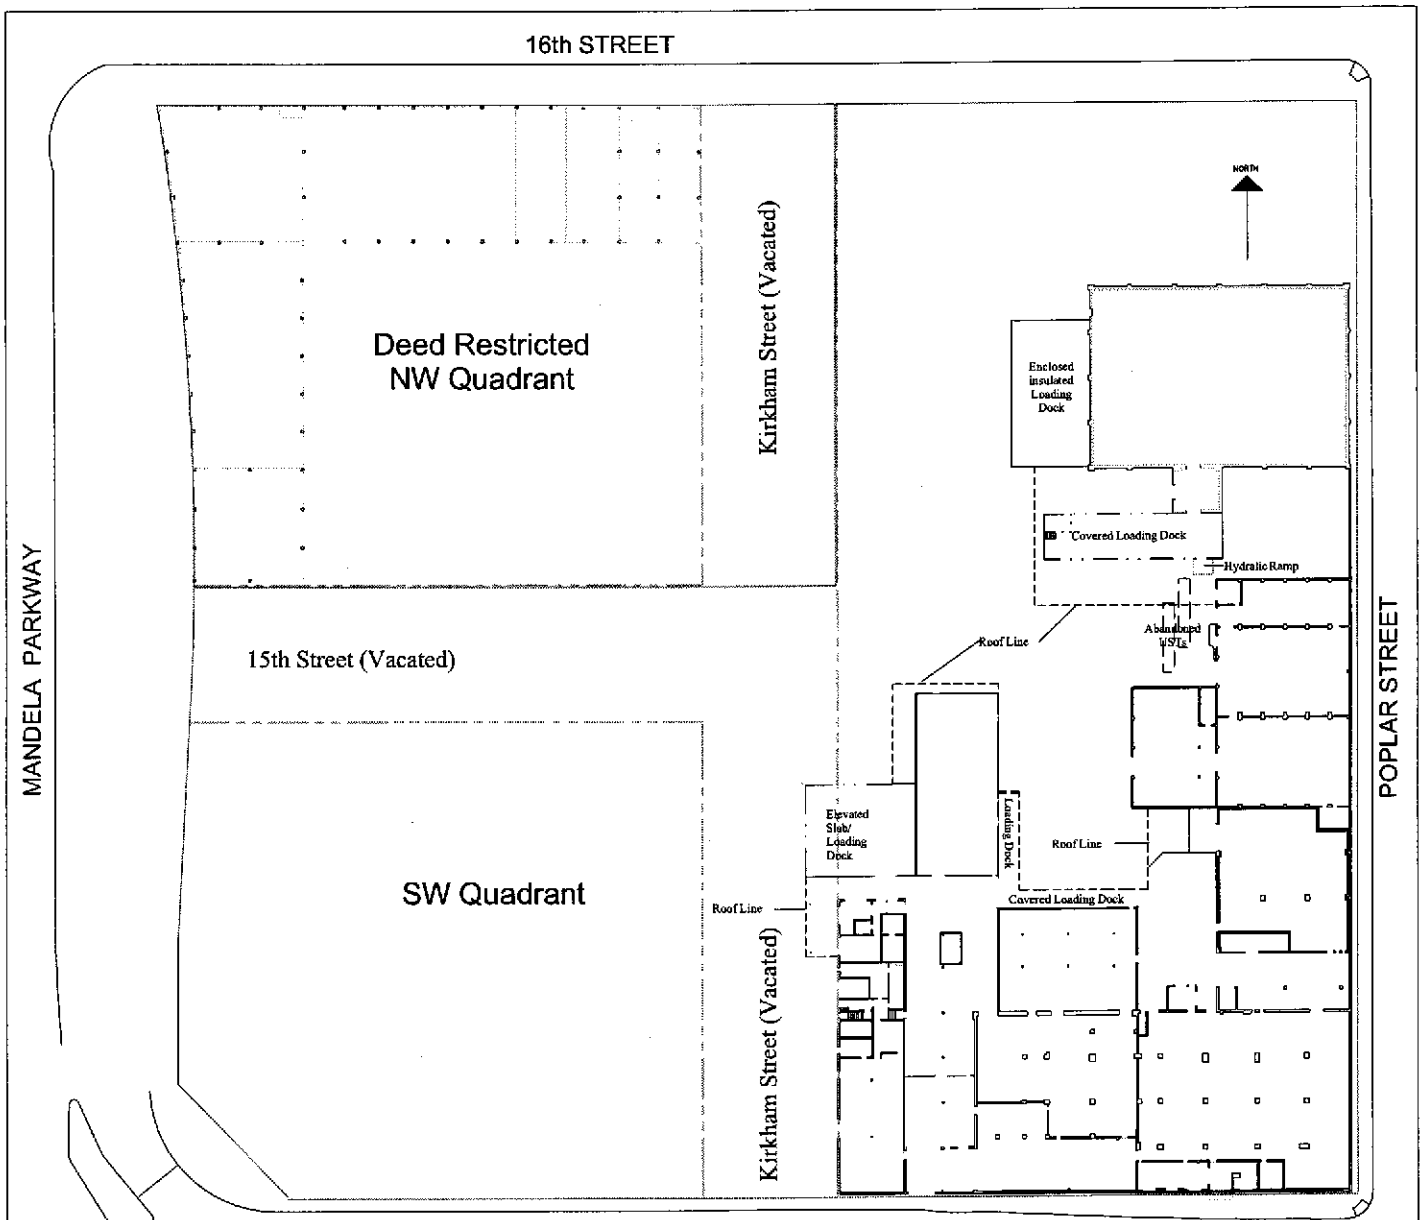 16th STREET
NORTH
Kirkham Street (Vacated)
Deed Restricted
NW Quadrant
Enclosed
insulated
Loading
Dock
Covered Loading Dock
Hydralic Ramp
MANDELA PARKWAY
POPLAR STREET
Abandoned
USTs
Roof Line
15th Street (Vacated)
Elevated
Slab/
Loading
Dock
Loading Dock
Roof Line
SW Quadrant
Roof Line
Covered Loading Dock
Kirkham Street (Vacated)